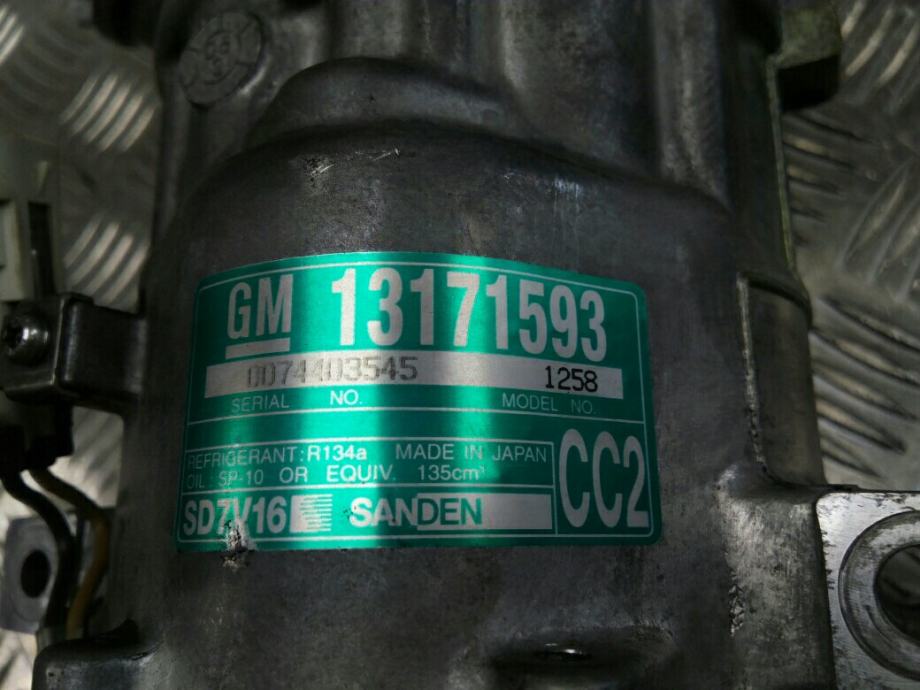 GM 13171593
0074403545 1258
SERIAL NO. MODEL NO.
REFRIGERANT: R134a MADE IN JAPAN
OIL : SP-10 OR EQUIV. 135cm³
SD7V16 SANDEN
CC2